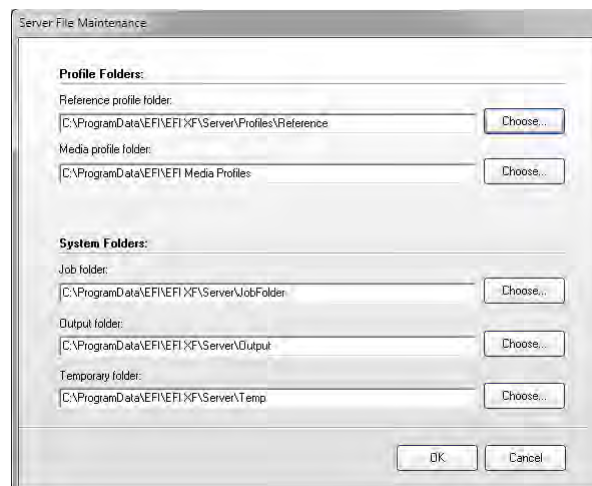 Server File Maintenance
Profile Folders:
Reference profile folder:
C:\ProgramData\EFI\EFI XF\Server\Profiles\Reference
Choose...
Media profile folder:
C:\ProgramData\EFI\EFI Media Profiles
Choose...
System Folders:
Job folder:
C:\ProgramData\EFI\EFI XF\Server\JobFolder
Choose...
Output folder:
C:\ProgramData\EFI\EFI XF\Server\Output
Choose...
Temporary folder:
C:\ProgramData\EFI\EFI XF\Server\Temp
Choose...
OK
Cancel